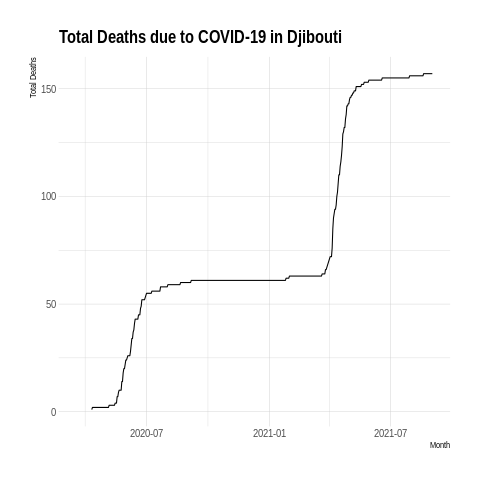 Total Deaths due to COVID-19 in Djibouti
Total Deaths
150
100
50
0
2020-07
2021-01
2021-07
Month